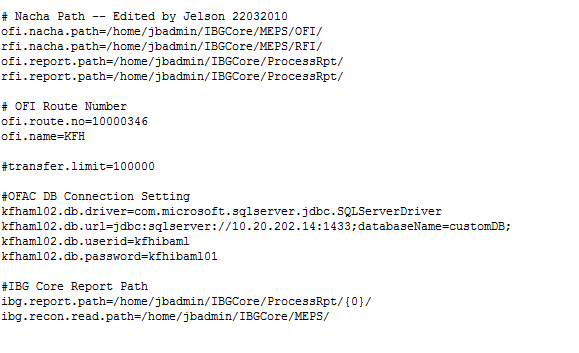 # Nacha Path -- Edited by Jelson 22032010
ofi.nacha.path=/home/jbadmin/IBGCore/MEPS/OFI/
rfi.nacha.path=/home/jbadmin/IBGCore/MEPS/RFI/
ofi.report.path=/home/jbadmin/IBGCore/ProcessRpt/
rfi.report.path=/home/jbadmin/IBGCore/ProcessRpt/

# OFI Route Number
ofi.route.no=10000346
ofi.name=KFH

#transfer.limit=100000

#OFAC DB Connection Setting
kfhaml02.db.driver=com.microsoft.sqlserver.jdbc.SQLServerDriver
kfhaml02.db.url=jdbc:sqlserver://10.20.202.14:1433;databaseName=customDB;
kfhaml02.db.userid=kfhibaml
kfhaml02.db.password=kfhibaml01

#IBG Core Report Path
ibg.report.path=/home/jbadmin/IBGCore/ProcessRpt/{0}/
ibg.recon.read.path=/home/jbadmin/IBGCore/MEPS/